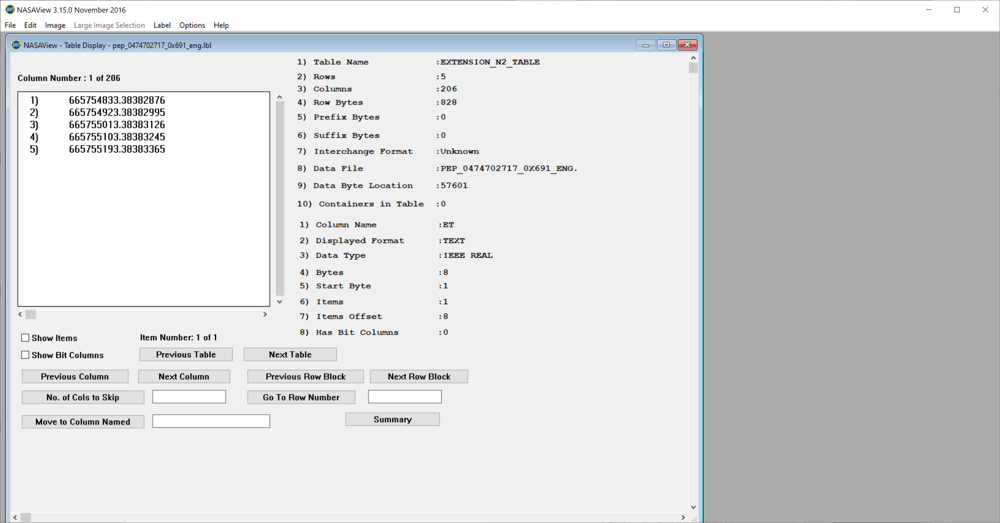 NASAView 3.15.0 November 2016
File Edit Image Large Image Selection Label Options Help
NASAView - Table Display - pep_0474702717_0x691_eng.lbl
Column Number : 1 of 206
1) 665754833.38382876
2) 665754923.38382995
3) 665755013.38383126
4) 665755103.38383245
5) 665755193.38383365
1) Table Name :EXTENSION_N2_TABLE
2) Rows :5
3) Columns :206
4) Row Bytes :828
5) Prefix Bytes :0
6) Suffix Bytes :0
7) Interchange Format :Unknown
8) Data File :PEP_0474702717_0X691_ENG.
9) Data Byte Location :57601
10) Containers in Table :0
1) Column Name :ET
2) Displayed Format :TEXT
3) Data Type :IEEE REAL
4) Bytes :8
5) Start Byte :1
6) Items :1
7) Items Offset :8
8) Has Bit Columns :0
Show Items Item Number: 1 of 1
Show Bit Columns Previous Table Next Table
Previous Column Next Column Previous Row Block Next Row Block
No. of Cols to Skip Go To Row Number
Move to Column Named Summary